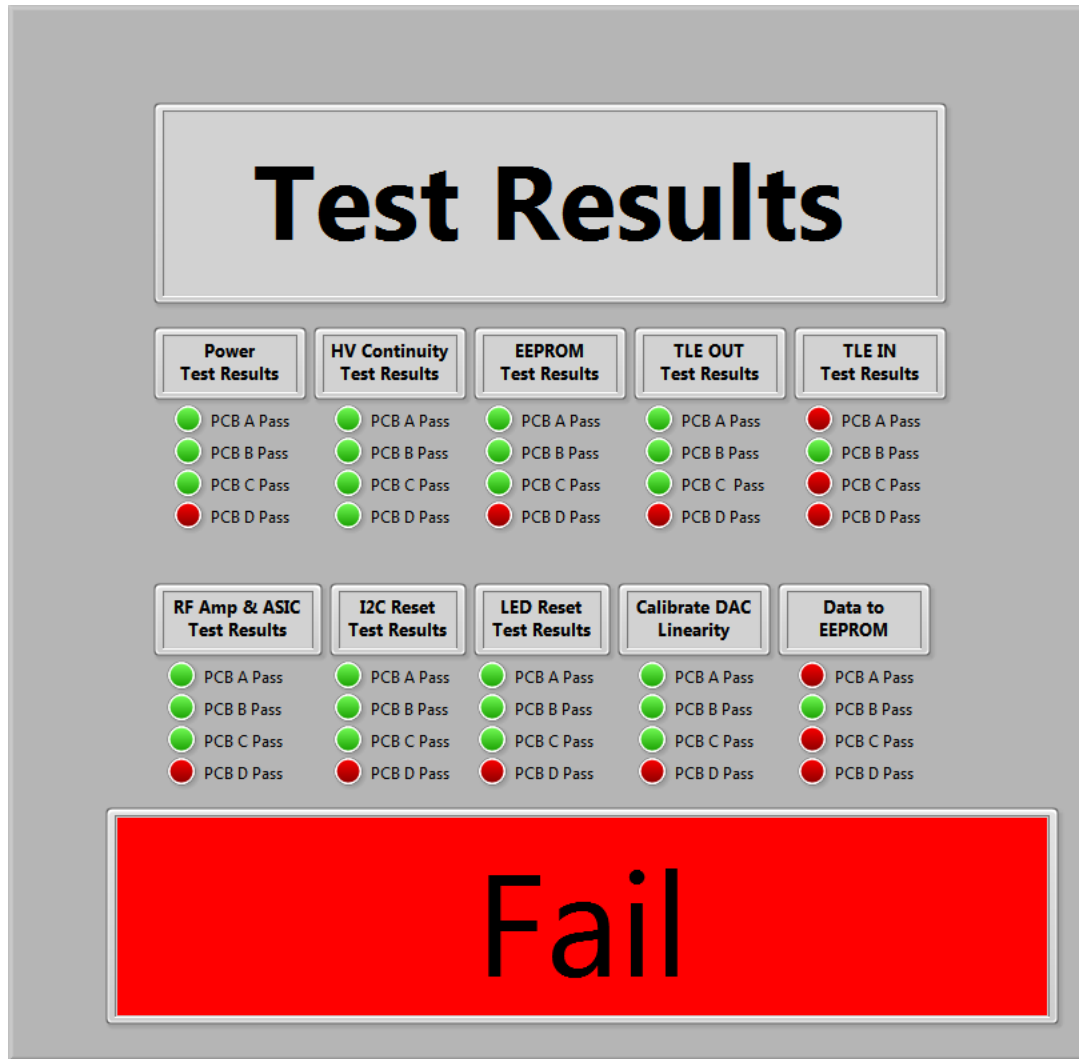 Test Results
Power
Test Results
HV Continuity
Test Results
EEPROM
Test Results
TLE OUT
Test Results
TLE IN
Test Results
PCB A Pass
PCB B Pass
PCB C Pass
PCB D Pass
PCB A Pass
PCB B Pass
PCB C Pass
PCB D Pass
PCB A Pass
PCB B Pass
PCB C Pass
PCB D Pass
PCB A Pass
PCB B Pass
PCB C  Pass
PCB D Pass
PCB A Pass
PCB B Pass
PCB C Pass
PCB D Pass
RF Amp & ASIC
Test Results
I2C Reset
Test Results
LED Reset
Test Results
Calibrate DAC
Linearity
Data to
EEPROM
PCB A Pass
PCB B Pass
PCB C Pass
PCB D Pass
PCB A Pass
PCB B Pass
PCB C Pass
PCB D Pass
PCB A Pass
PCB B Pass
PCB C Pass
PCB D Pass
PCB A Pass
PCB B Pass
PCB C Pass
PCB D Pass
PCB A Pass
PCB B Pass
PCB C Pass
PCB D Pass
Fail